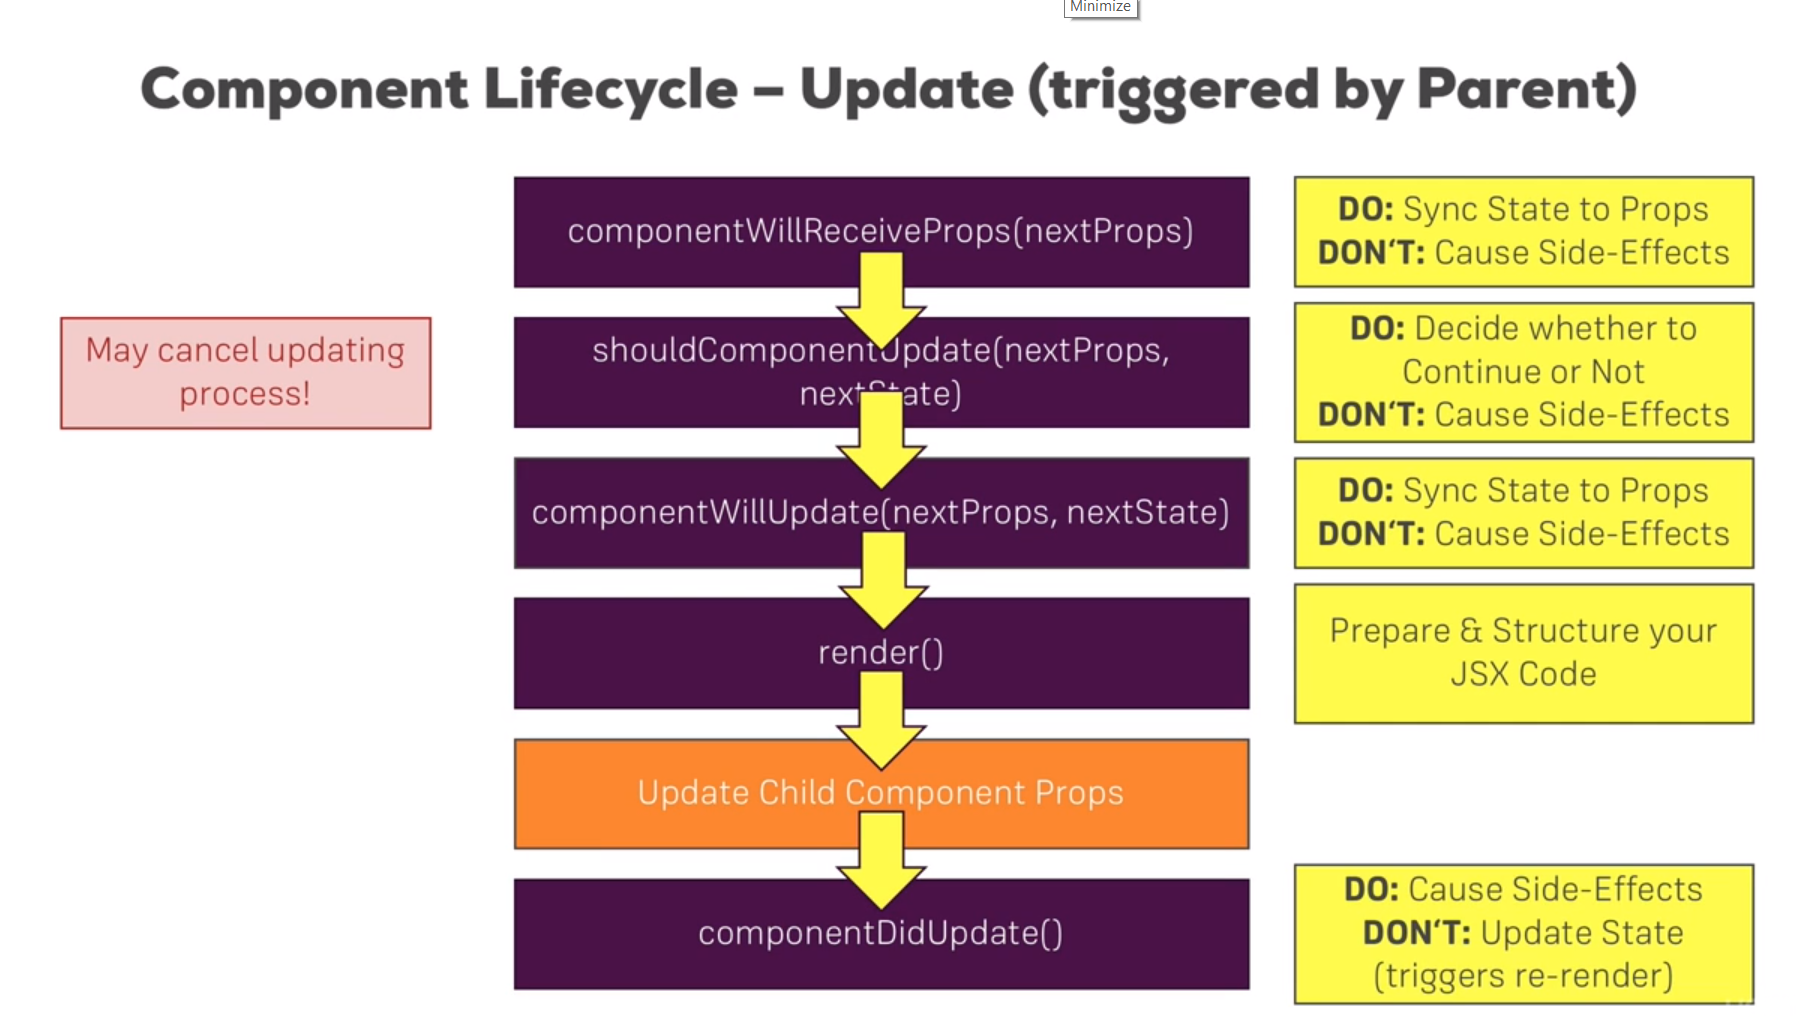 Minimize
Component Lifecycle – Update (triggered by Parent)
componentWillReceiveProps(nextProps)
DO: Sync State to Props
DON‘T: Cause Side-Effects
May cancel updating
process!
shouldComponentUpdate(nextProps,
nextState)
DO: Decide whether to
Continue or Not
DON‘T: Cause Side-Effects
componentWillUpdate(nextProps, nextState)
DO: Sync State to Props
DON‘T: Cause Side-Effects
render()
Prepare & Structure your
JSX Code
Update Child Component Props
componentDidUpdate()
DO: Cause Side-Effects
DON‘T: Update State
(triggers re-render)